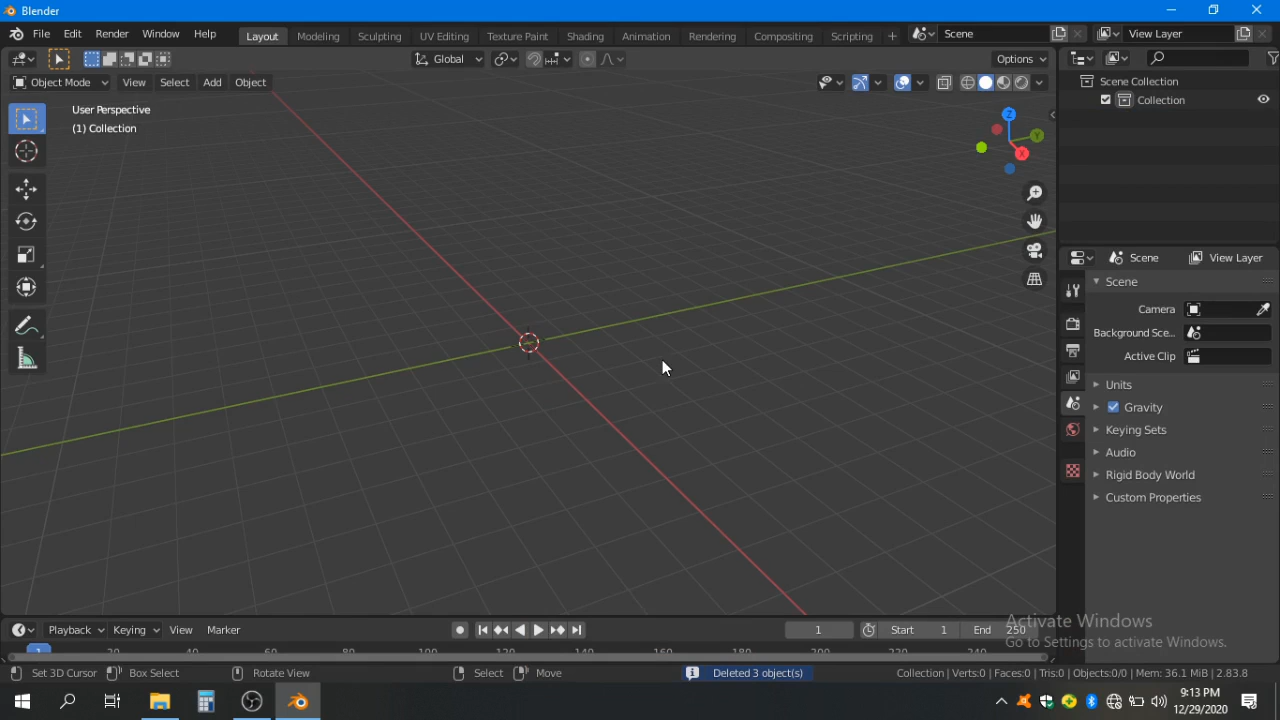 Blender
File Edit Render Window Help Layout Modeling Sculpting UV Editing Texture Paint Shading Animation Rendering Compositing Scripting + Scene View Layer
Global Options
Object Mode View Select Add Object
User Perspective
(1) Collection
Z
Y
X
Scene Collection
Collection
Scene View Layer
Scene
Camera
Background Sce...
Active Clip
Units
Gravity
Keying Sets
Audio
Rigid Body World
Custom Properties
Playback Keying View Marker 1 Start 1 End 250
1 20 40 60 80 100 120 140 160 180 200 220 240
Activate Windows
Go to Settings to activate Windows.
Set 3D Cursor Box Select Rotate View Select Move Deleted 3 object(s) Collection | Verts:0 | Faces:0 | Tris:0 | Objects:0/0 | Mem: 36.1 MiB | 2.83.8
9:13 PM
12/29/2020